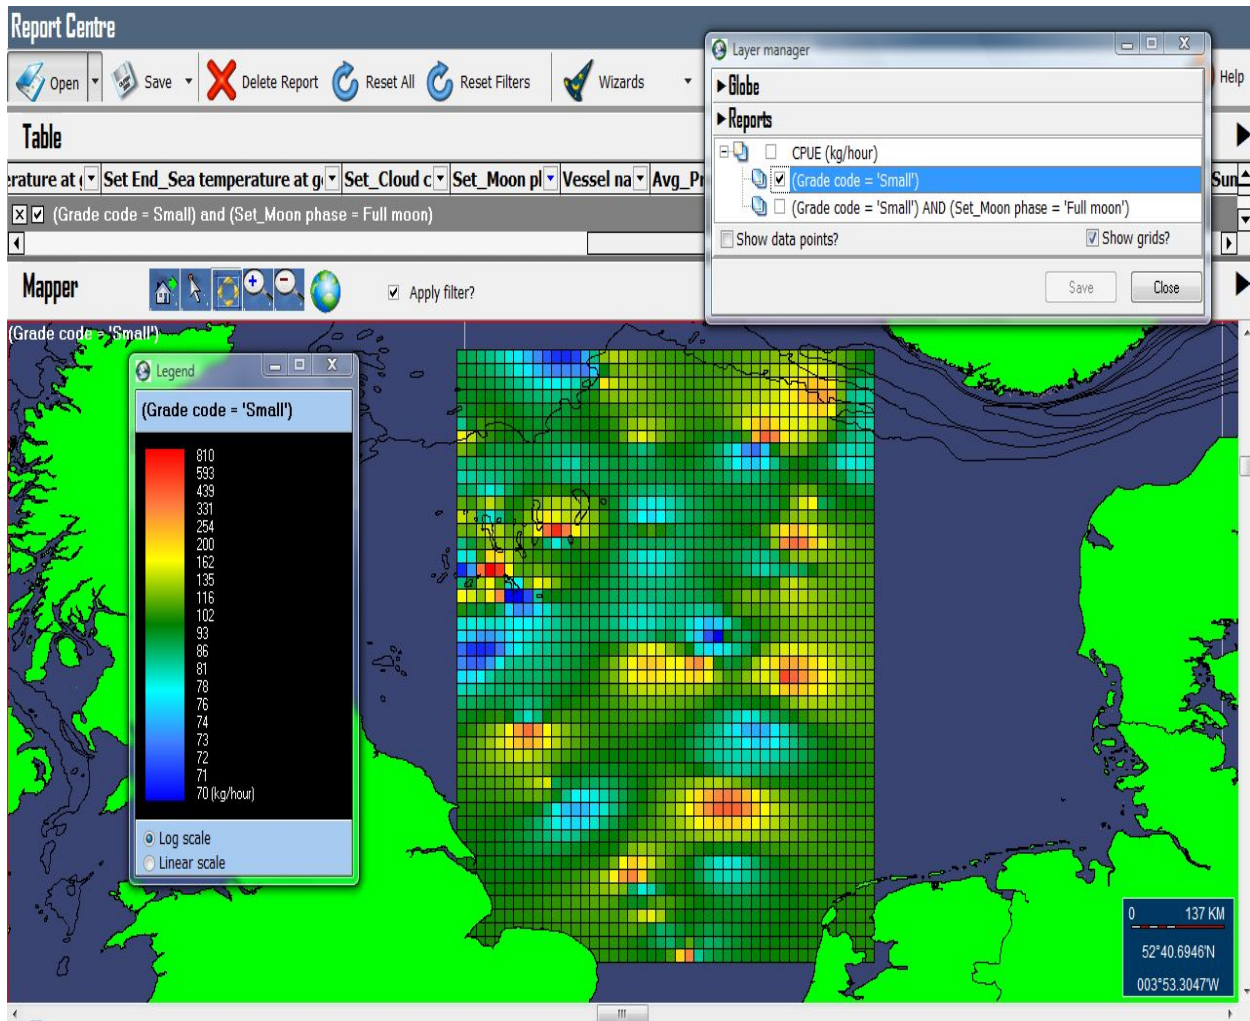 Report Centre
Open Save Delete Report Reset All Reset Filters Wizards Help
Layer manager
Globe
Reports
CPUE (kg/hour)
(Grade code = 'Small')
(Grade code = 'Small') AND (Set_Moon phase = 'Full moon')
Show data points? Show grids?
Save Close
Table
erature at g Set End_Sea temperature at g Set_Cloud c Set_Moon pl Vessel na Avg_Pr Sun
(Grade code = Small) and (Set_Moon phase = Full moon)
Mapper Apply filter?
(Grade code = 'Small')
Legend
(Grade code = 'Small')
810
593
439
331
254
200
162
135
116
102
93
86
81
78
76
74
73
72
71
70 (kg/hour)
Log scale
Linear scale
0 137 KM
52°40.6946'N
003°53.3047'W